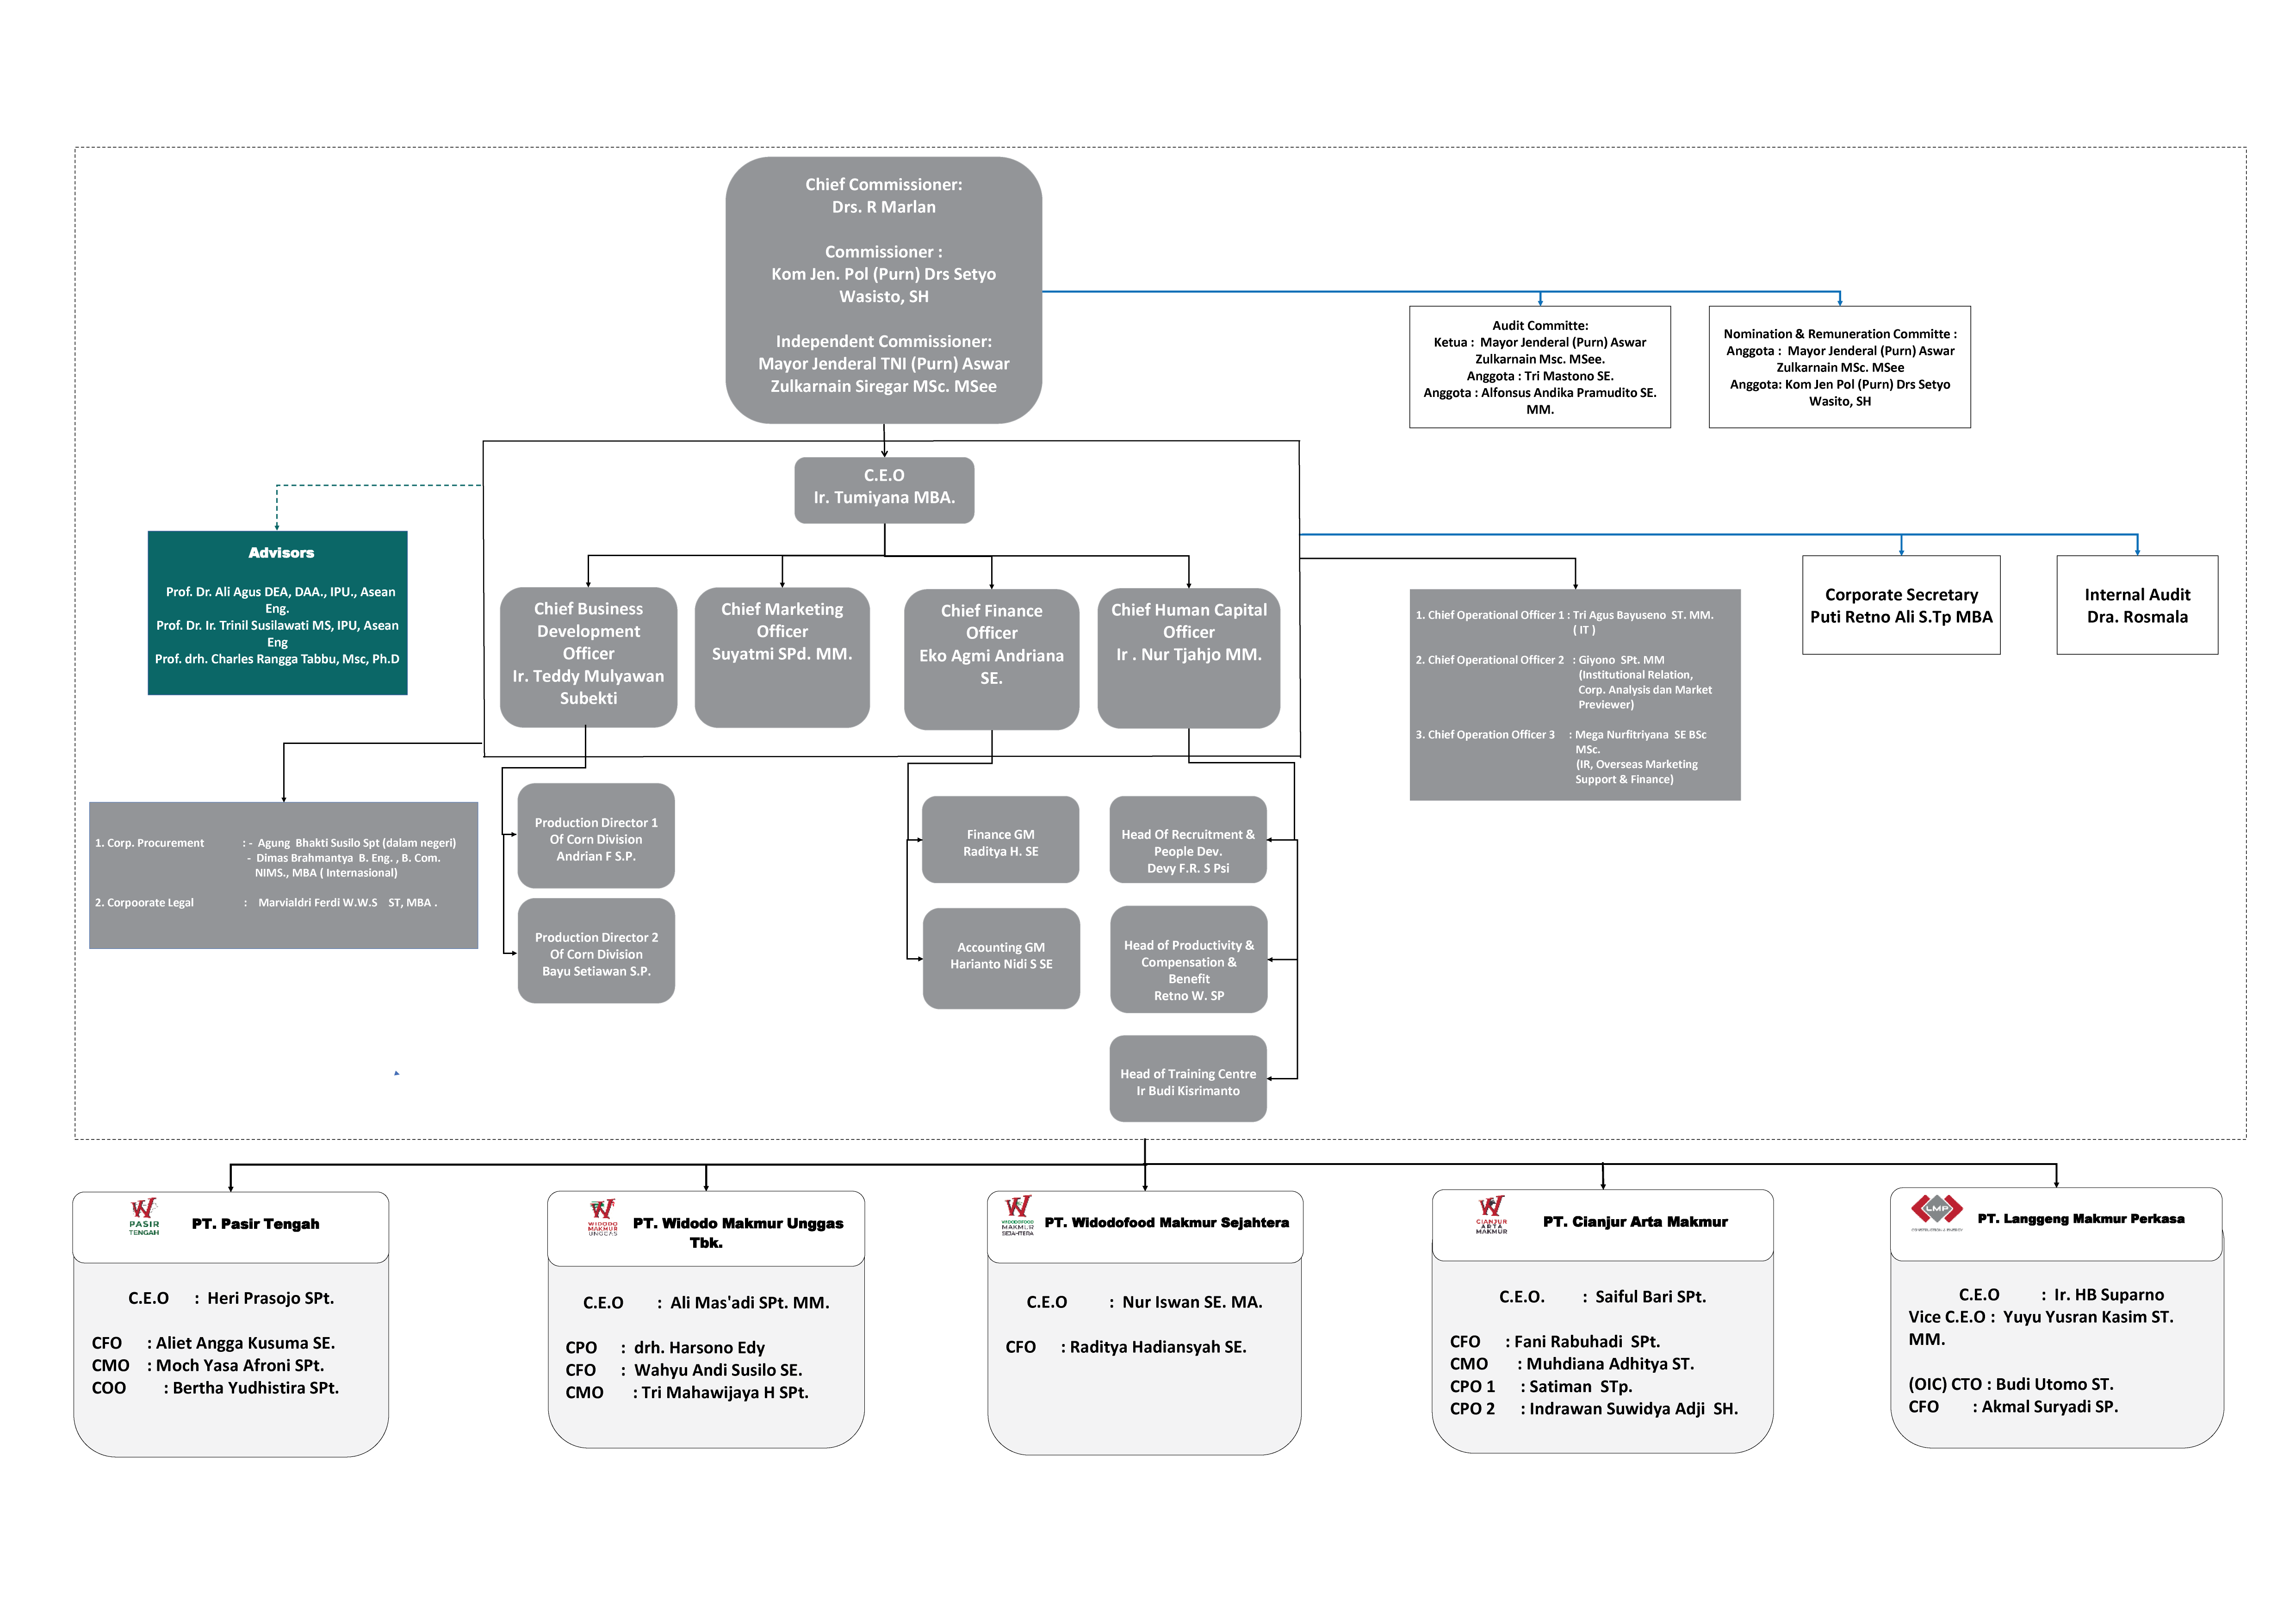 Chief Commissioner:
Drs. R Marlan
Commissioner :
Kom Jen. Pol (Purn) Drs Setyo
Wasisto, SH
Independent Commissioner:
Mayor Jenderal TNI (Purn) Aswar
Zulkarnain Siregar MSc. MSee
Audit Committe:
Ketua : Mayor Jenderal (Purn) Aswar
Zulkarnain Msc. MSee.
Anggota : Tri Mastono SE.
Anggota : Alfonsus Andika Pramudito SE.
MM.
Nomination & Remuneration Committe :
Anggota : Mayor Jenderal (Purn) Aswar
Zulkarnain MSc. MSee
Anggota: Kom Jen Pol (Purn) Drs Setyo
Wasito, SH
C.E.O
Ir. Tumiyana MBA.
Advisors
Prof. Dr. Ali Agus DEA, DAA., IPU., Asean
Eng.
Prof. Dr. Ir. Trinil Susilawati MS, IPU, Asean
Eng
Prof. drh. Charles Rangga Tabbu, Msc, Ph.D
Chief Business
Development
Officer
Ir. Teddy Mulyawan
Subekti
Chief Marketing
Officer
Suyatmi SPd. MM.
Chief Finance
Officer
Eko Agmi Andriana
SE.
Chief Human Capital
Officer
Ir . Nur Tjahjo MM.
1. Chief Operational Officer 1 : Tri Agus Bayuseno ST. MM.
( IT )
2. Chief Operational Officer 2 : Giyono SPt. MM
(Institutional Relation,
Corp. Analysis dan Market
Previewer)
3. Chief Operation Officer 3 : Mega Nurfitriyana SE BSc
MSc.
(IR, Overseas Marketing
Support & Finance)
Corporate Secretary
Puti Retno Ali S.Tp MBA
Internal Audit
Dra. Rosmala
1. Corp. Procurement : - Agung Bhakti Susilo Spt (dalam negeri)
- Dimas Brahmantya B. Eng. , B. Com.
NIMS., MBA ( Internasional)
2. Corpoorate Legal : Marvialdri Ferdi W.W.S ST, MBA .
Production Director 1
Of Corn Division
Andrian F S.P.
Production Director 2
Of Corn Division
Bayu Setiawan S.P.
Finance GM
Raditya H. SE
Accounting GM
Harianto Nidi S SE
Head Of Recruitment &
People Dev.
Devy F.R. S Psi
Head of Productivity &
Compensation &
Benefit
Retno W. SP
Head of Training Centre
Ir Budi Kisrimanto
W
PASIR
TENGAH
PT. Pasir Tengah
C.E.O : Heri Prasojo SPt.
CFO : Aliet Angga Kusuma SE.
CMO : Moch Yasa Afroni SPt.
COO : Bertha Yudhistira SPt.
W
WIDODO
MAKMUR
UNGGAS
PT. Widodo Makmur Unggas
Tbk.
C.E.O : Ali Mas'adi SPt. MM.
CPO : drh. Harsono Edy
CFO : Wahyu Andi Susilo SE.
CMO : Tri Mahawijaya H SPt.
W
WIDODOFOOD
MAKMUR
SEJAHTERA
PT. Widodofood Makmur Sejahtera
C.E.O : Nur Iswan SE. MA.
CFO : Raditya Hadiansyah SE.
W
CIANJUR
ARTA
MAKMUR
PT. Cianjur Arta Makmur
C.E.O. : Saiful Bari SPt.
CFO : Fani Rabuhadi SPt.
CMO : Muhdiana Adhitya ST.
CPO 1 : Satiman STp.
CPO 2 : Indrawan Suwidya Adji SH.
LMP
PT. Langgeng Makmur Perkasa
C.E.O : Ir. HB Suparno
Vice C.E.O : Yuyu Yusran Kasim ST.
MM.
(OIC) CTO : Budi Utomo ST.
CFO : Akmal Suryadi SP.